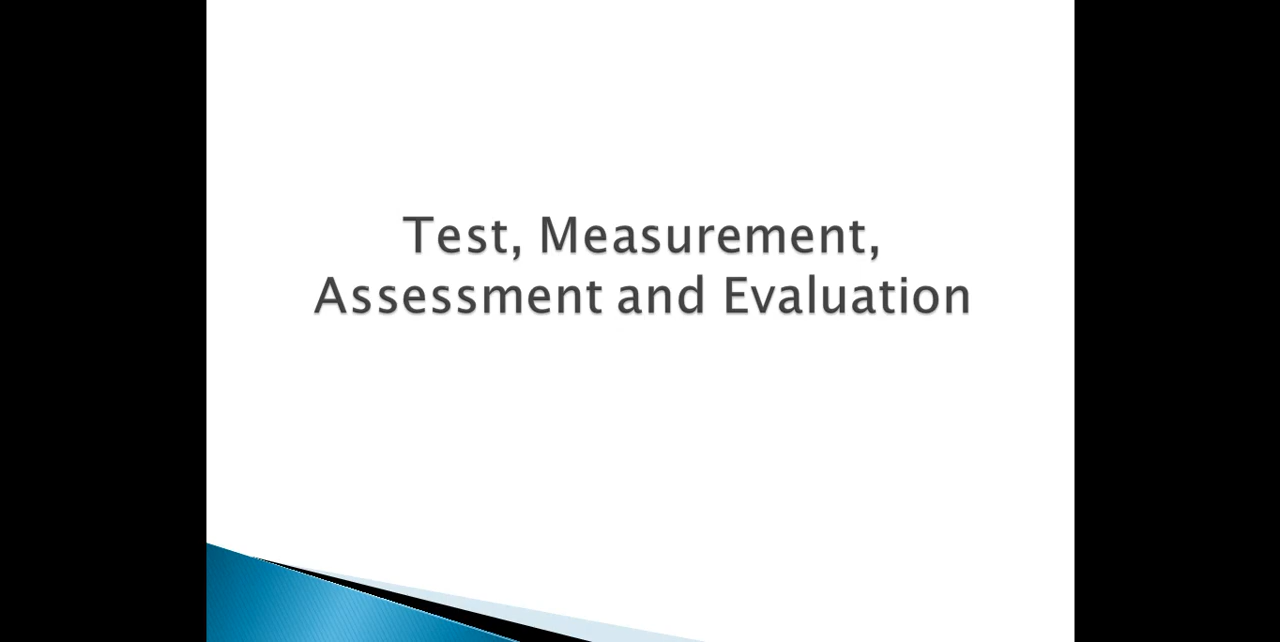 Test, Measurement,
Assessment and Evaluation